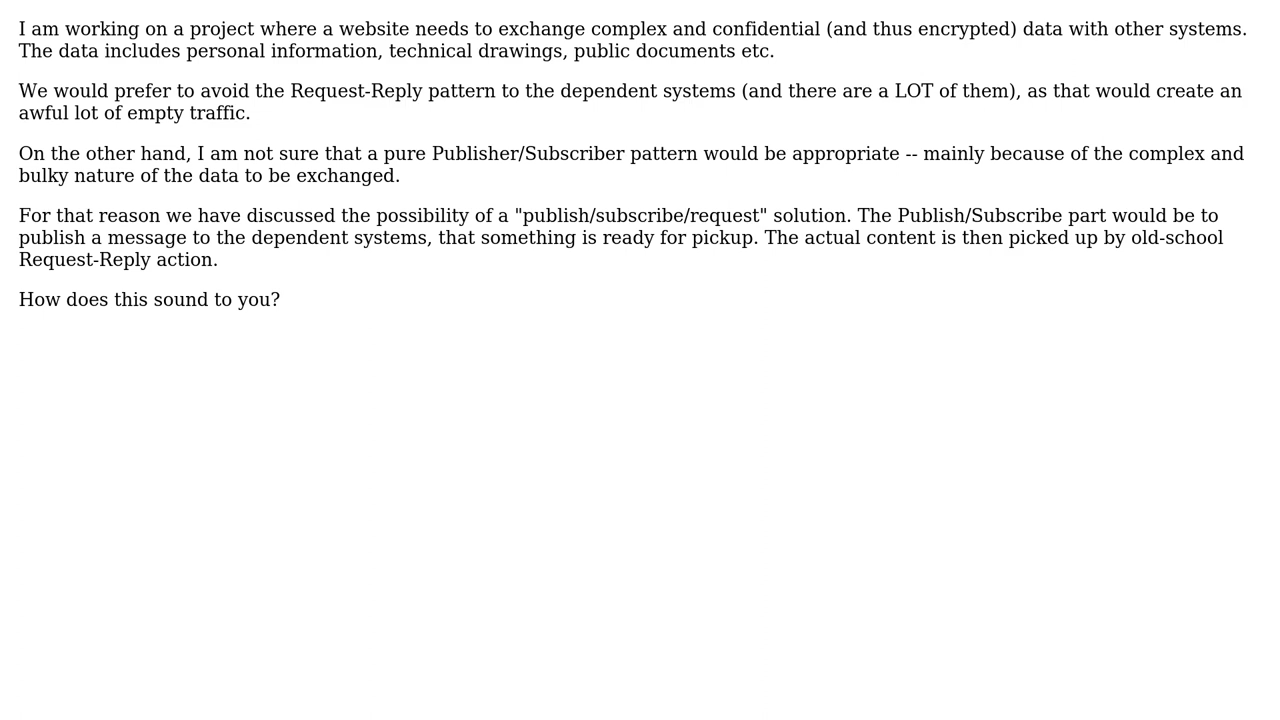 I am working on a project where a website needs to exchange complex and confidential (and thus encrypted) data with other systems.
The data includes personal information, technical drawings, public documents etc.
We would prefer to avoid the Request-Reply pattern to the dependent systems (and there are a LOT of them), as that would create an
awful lot of empty traffic.
On the other hand, I am not sure that a pure Publisher/Subscriber pattern would be appropriate -- mainly because of the complex and
bulky nature of the data to be exchanged.
For that reason we have discussed the possibility of a "publish/subscribe/request" solution. The Publish/Subscribe part would be to
publish a message to the dependent systems, that something is ready for pickup. The actual content is then picked up by old-school
Request-Reply action.
How does this sound to you?